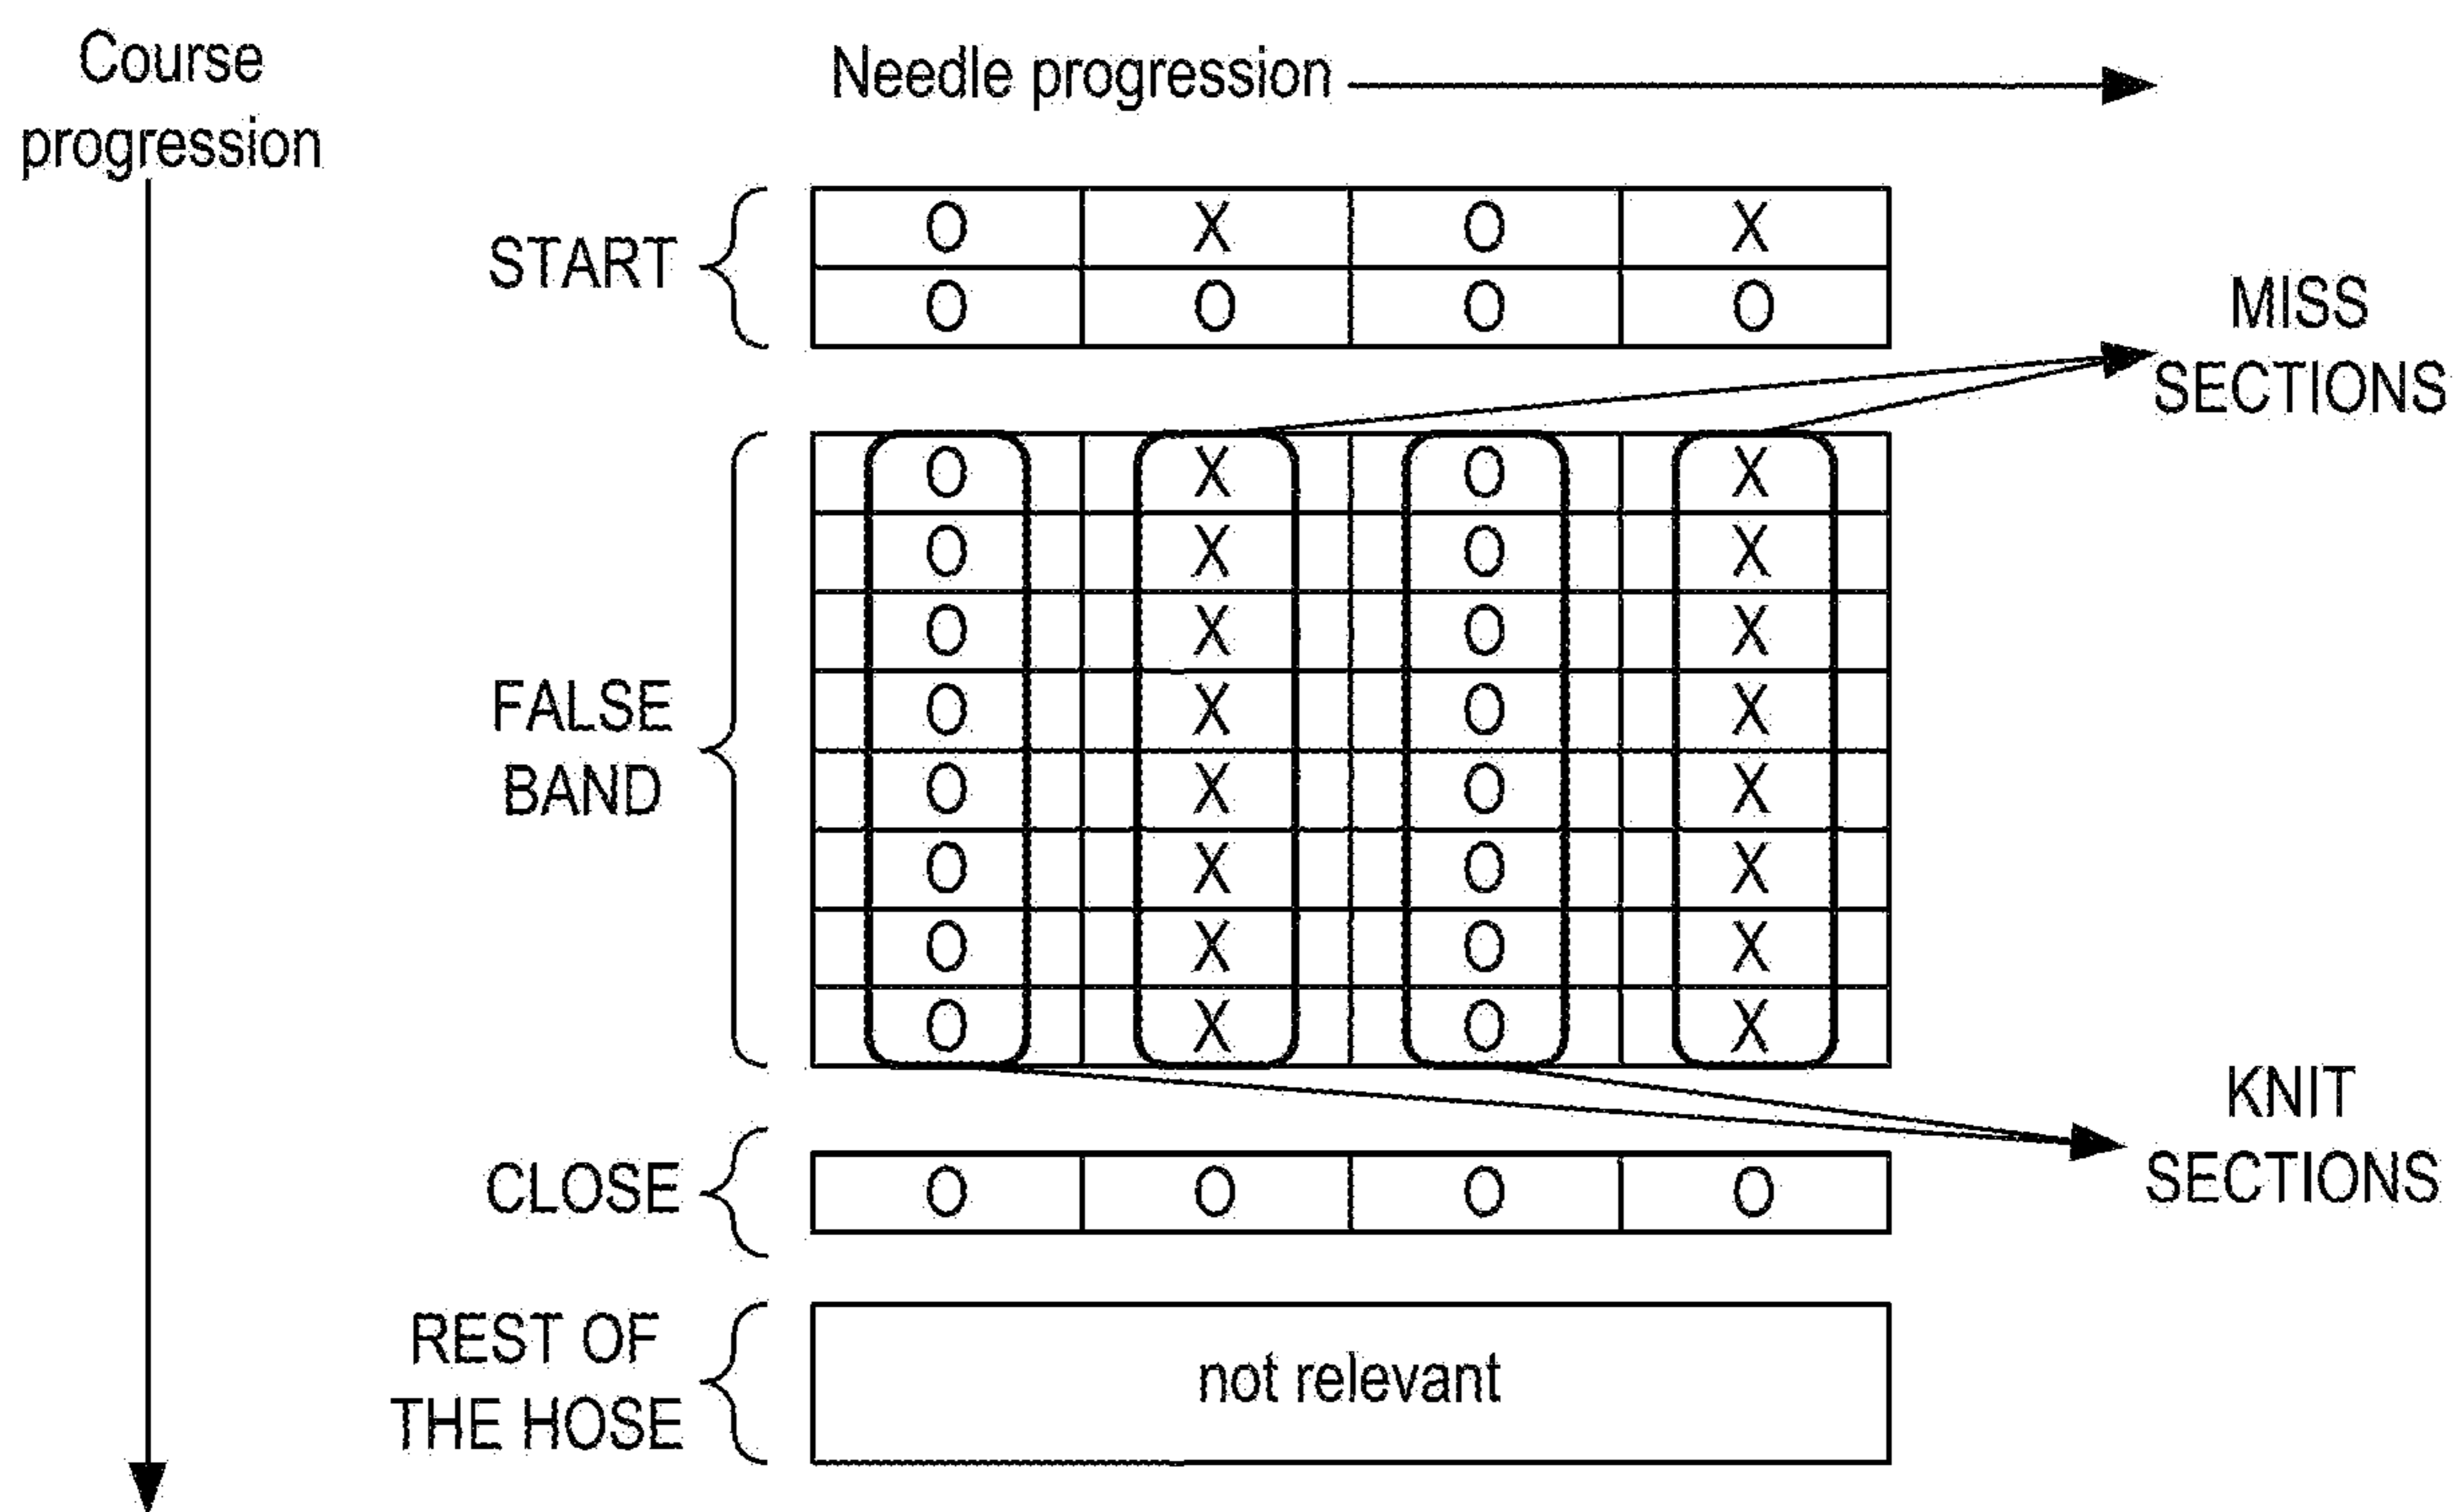 Course
progression
Needle progression
START
O X O X
O O O O
MISS
SECTIONS
FALSE
BAND
O X O X
O X O X
O X O X
O X O X
O X O X
O X O X
O X O X
O X O X
KNIT
SECTIONS
CLOSE
O O O O
REST OF
THE HOSE
not relevant